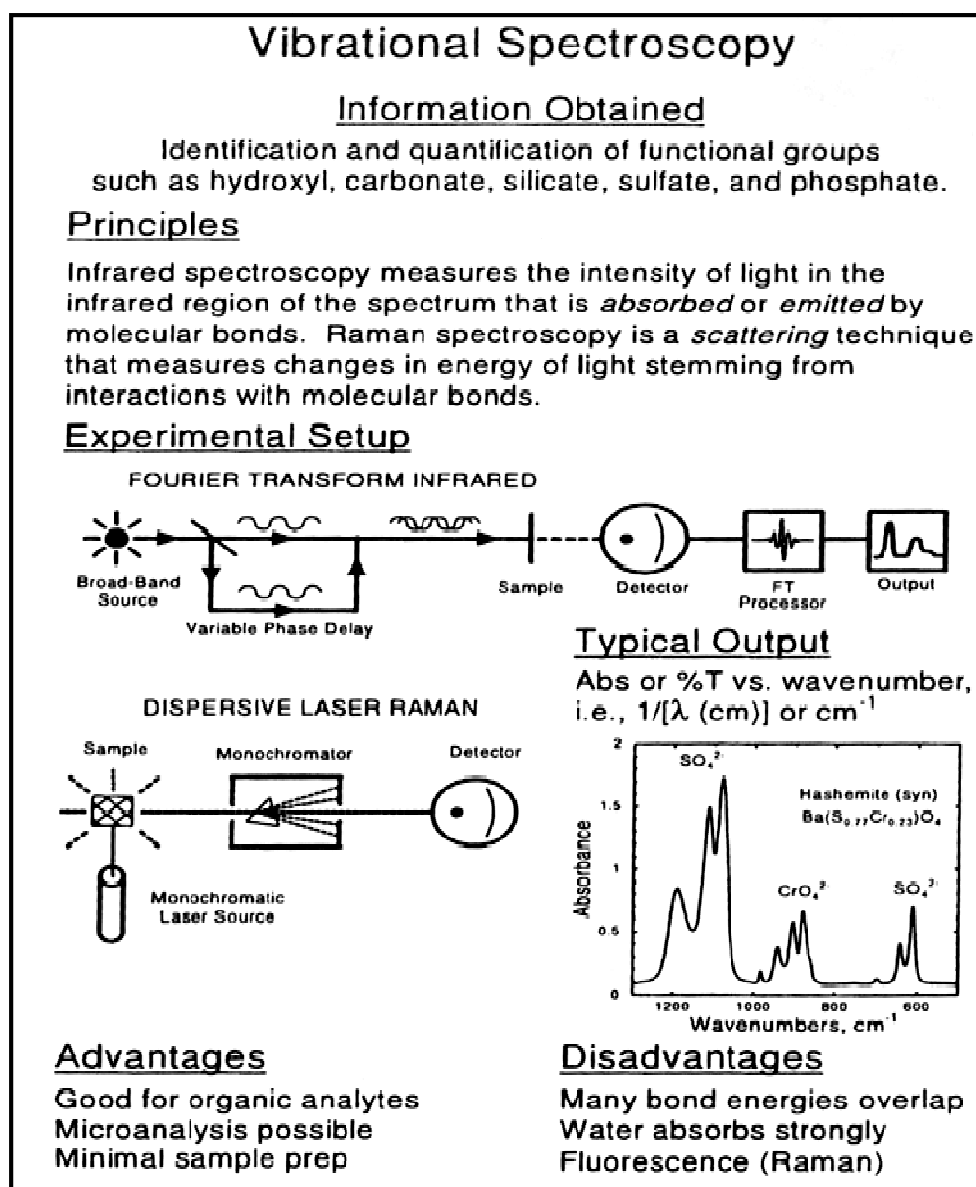 Vibrational Spectroscopy
Information Obtained
Identification and quantification of functional groups
such as hydroxyl, carbonate, silicate, sulfate, and phosphate.
Principles
Infrared spectroscopy measures the intensity of light in the
infrared region of the spectrum that is absorbed or emitted by
molecular bonds. Raman spectroscopy is a scattering technique
that measures changes in energy of light stemming from
interactions with molecular bonds.
Experimental Setup
FOURIER TRANSFORM INFRARED
Broad-Band
Source
Variable Phase Delay
Sample
Detector
FT
Processor
Output
DISPERSIVE LASER RAMAN
Sample
Monochromator
Detector
Monochromatic
Laser Source
Typical Output
Abs or %T vs. wavenumber,
i.e., 1/[λ (cm)] or cm⁻¹
2
1.5
1
0.5
0
Absorbance
SO₄²⁻
Hashemite (syn)
Ba(S₀.₇₇Cr₀.₂₃)O₄
CrO₄²⁻
SO₄²⁻
1200
1000
800
600
Wavenumbers, cm⁻¹
Advantages
Good for organic analytes
Microanalysis possible
Minimal sample prep
Disadvantages
Many bond energies overlap
Water absorbs strongly
Fluorescence (Raman)